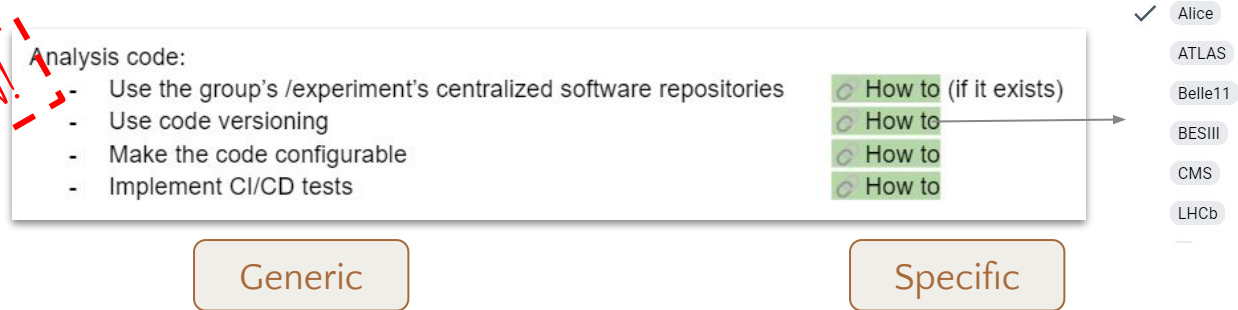 Analysis code:
- Use the group's /experiment's centralized software repositories How to (if it exists)
- Use code versioning How to
- Make the code configurable How to
- Implement CI/CD tests How to
Generic
Specific
Alice
ATLAS
Belle11
BESIII
CMS
LHCb